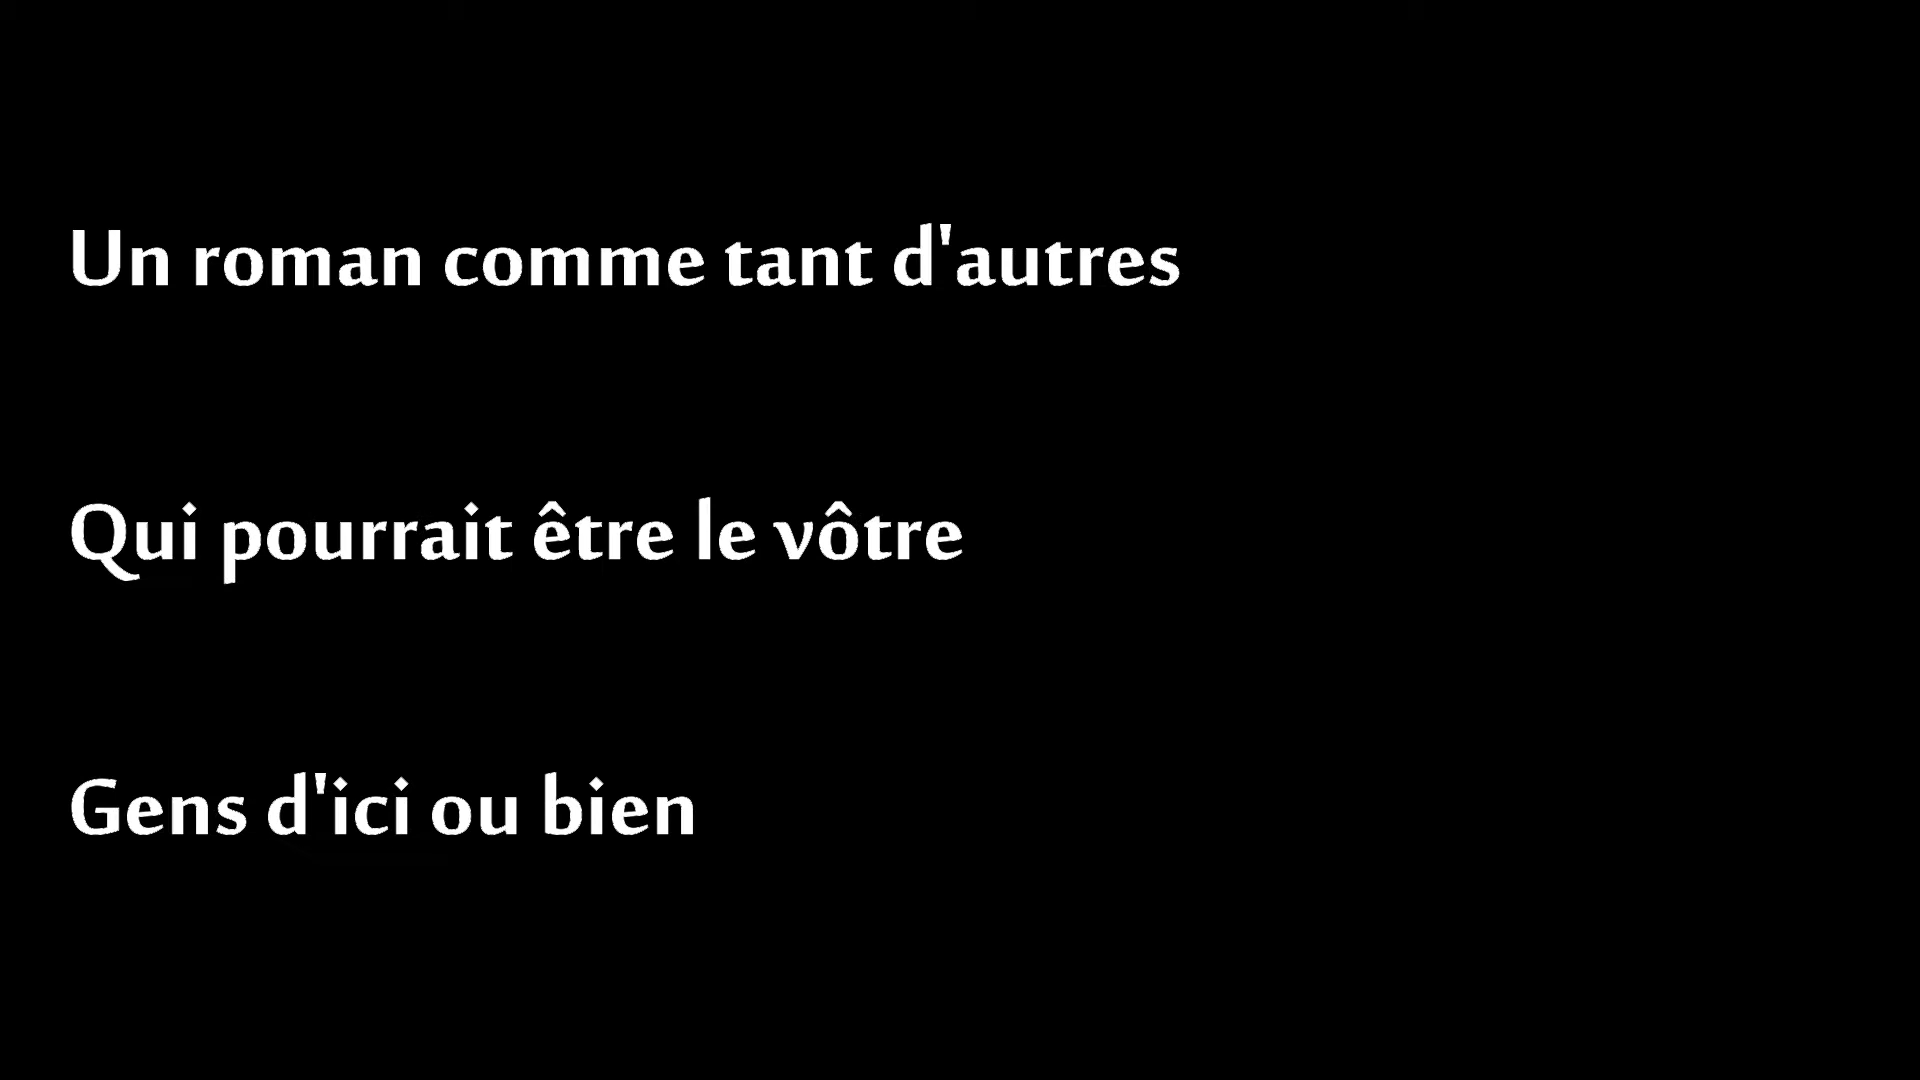 Un roman comme tant d'autres
Qui pourrait être le vôtre
Gens d'ici ou bien